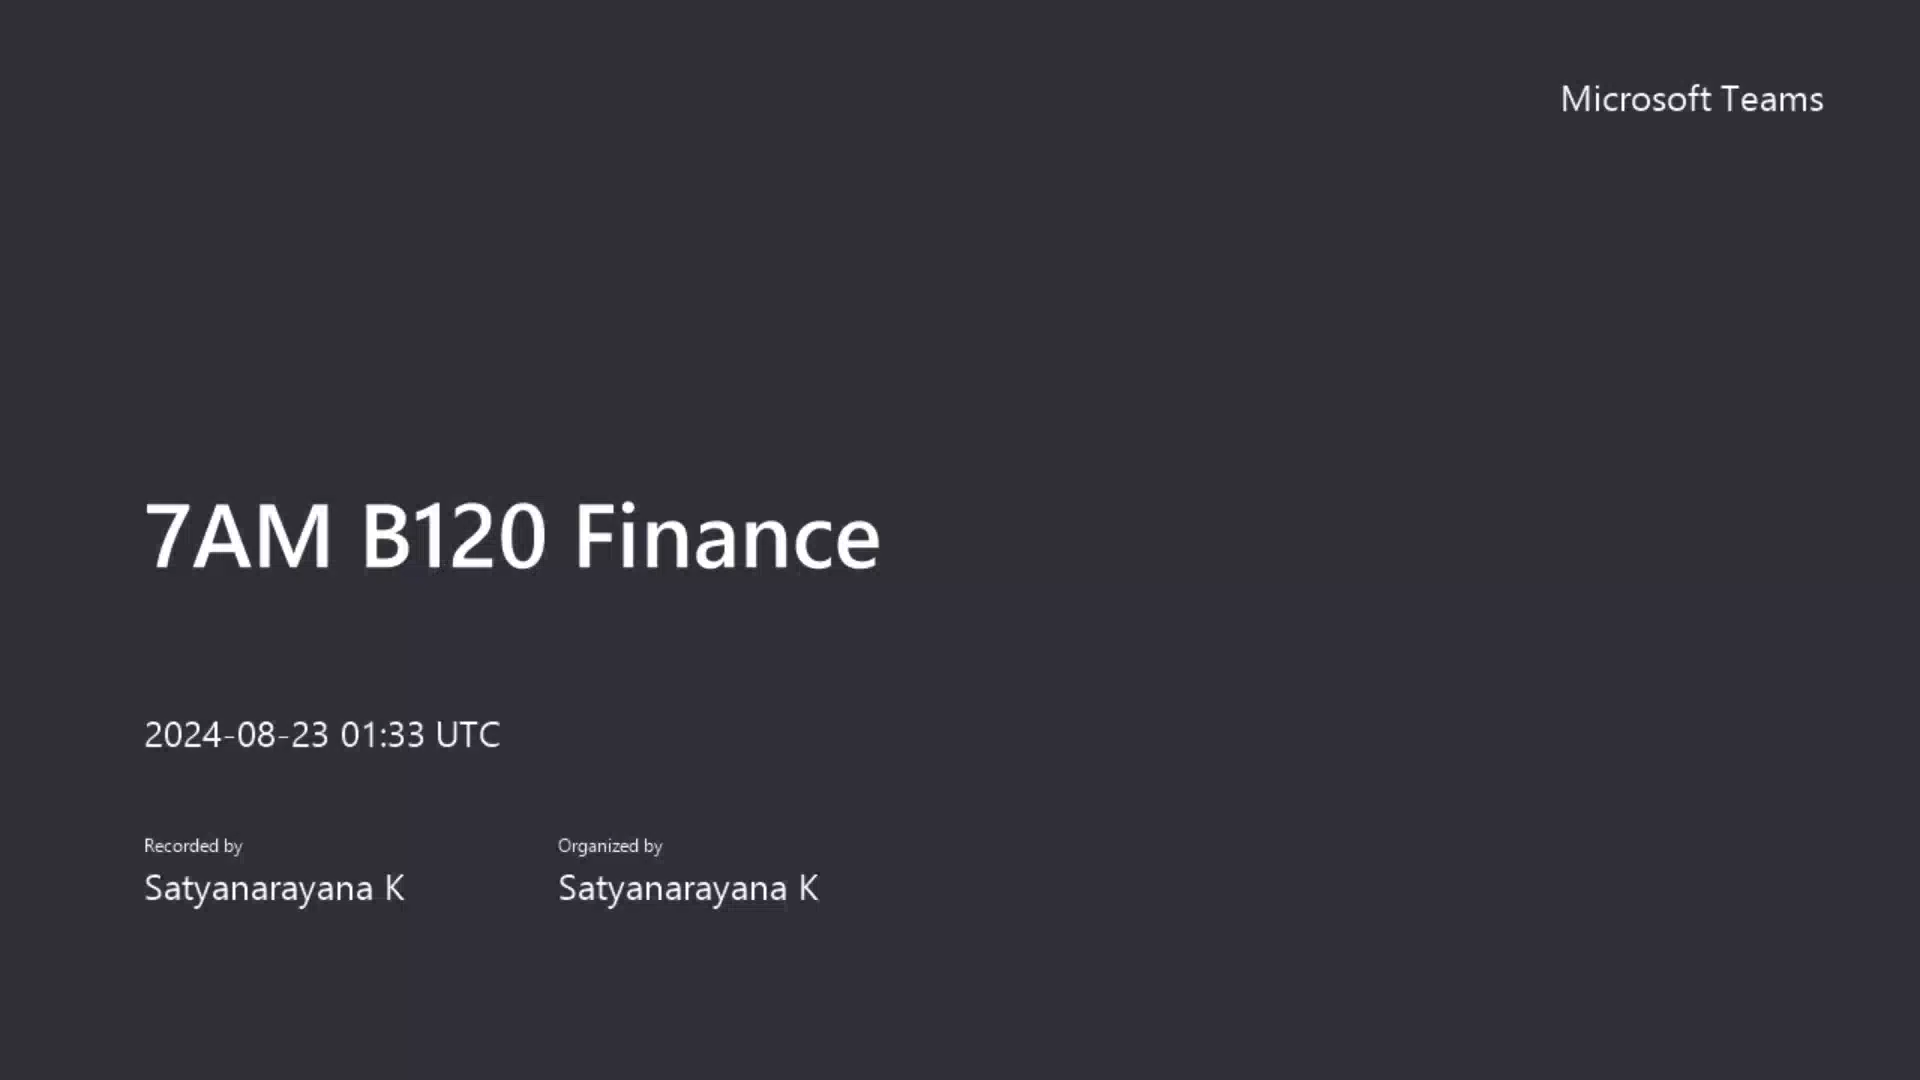 Microsoft Teams
7AM B120 Finance
2024-08-23 01:33 UTC
Recorded by
Satyanarayana K
Organized by
Satyanarayana K